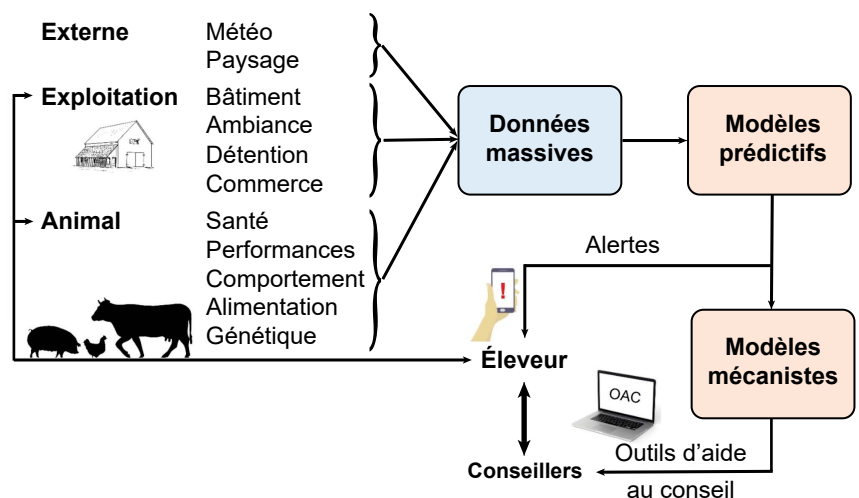 Externe
Météo
Paysage
Exploitation
Bâtiment
Ambiance
Détention
Commerce
Animal
Santé
Performances
Comportement
Alimentation
Génétique
Données
massives
Modèles
prédictifs
Alertes
!
Éleveur
Modèles
mécanistes
OAC
Conseillers
Outils d’aide
au conseil